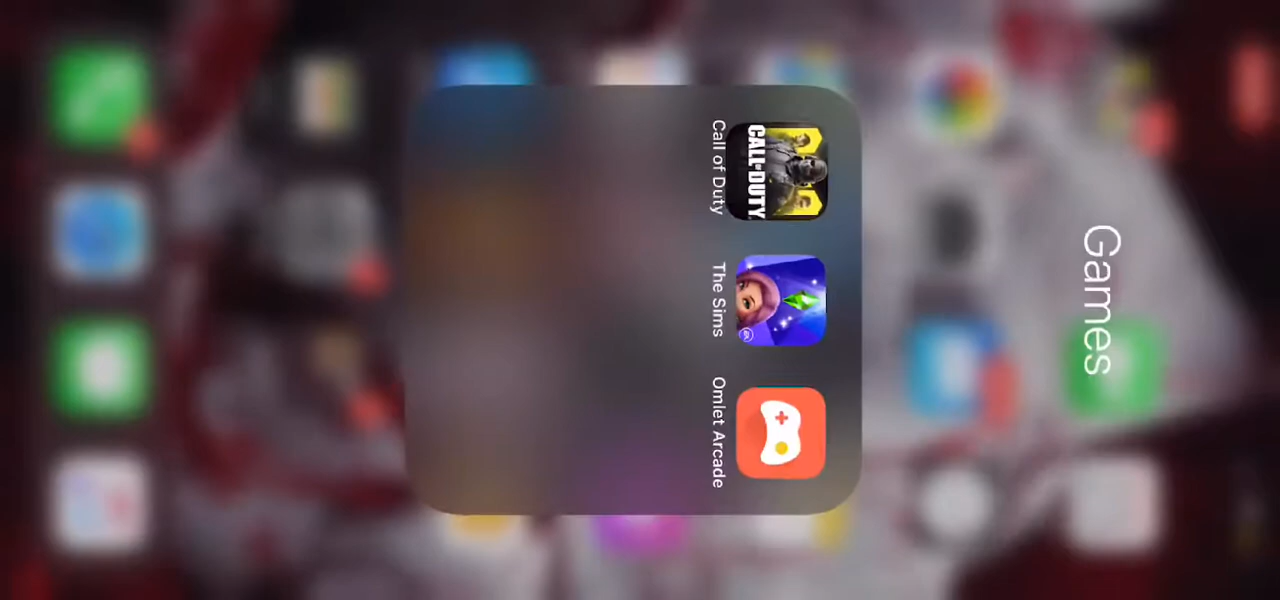 Games
CALL OF DUTY
Call of Duty
The Sims
Omlet Arcade